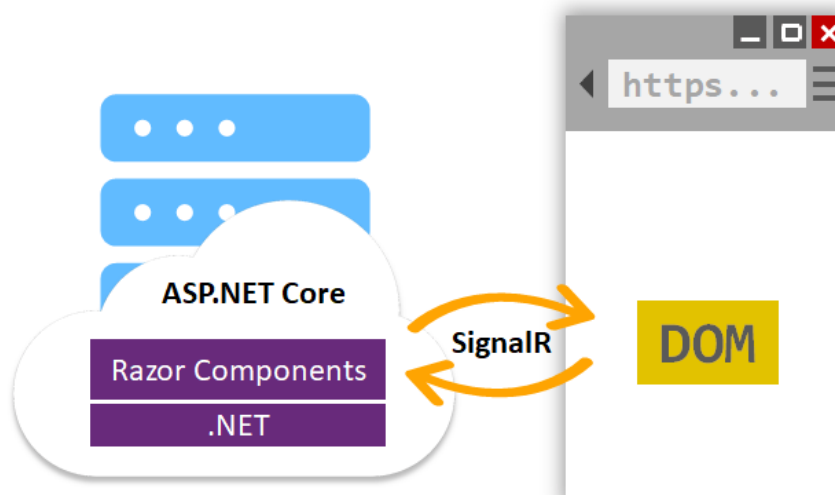 https...
ASP.NET Core
SignalR
DOM
Razor Components
.NET